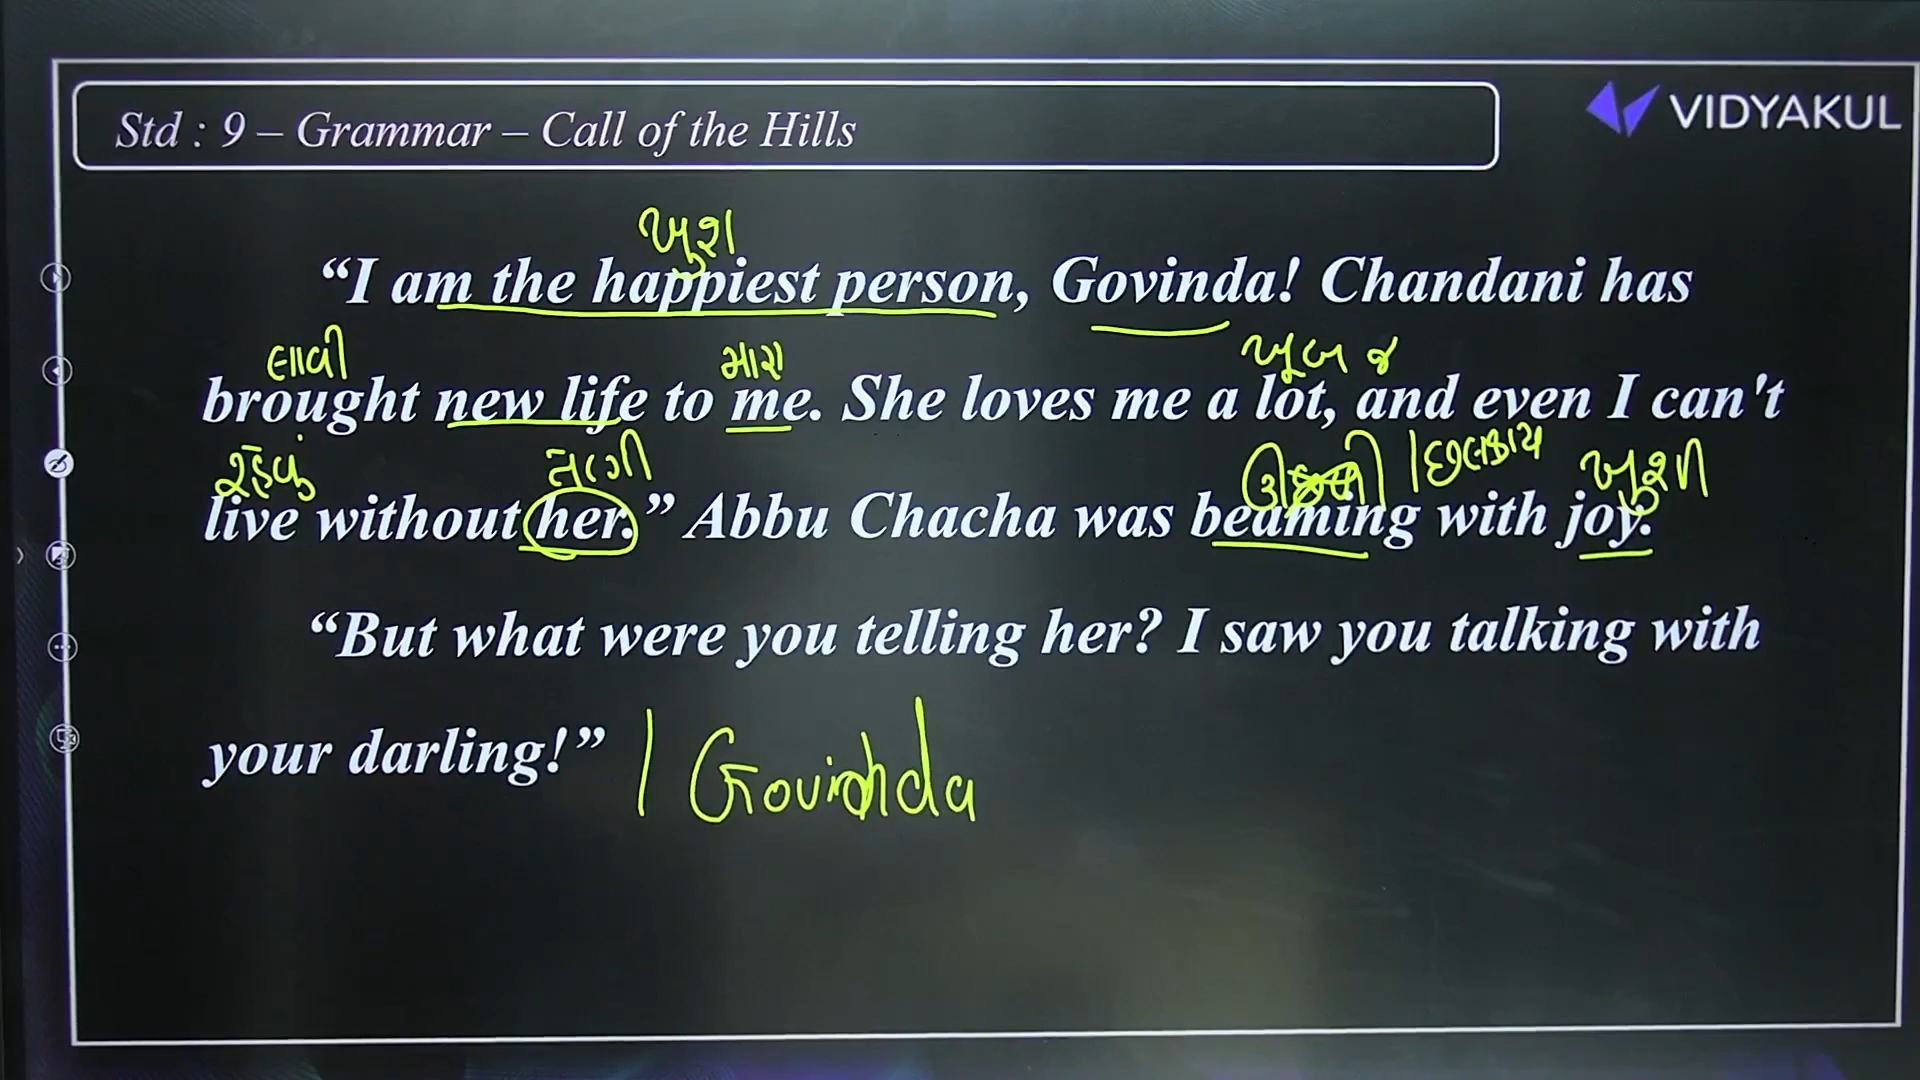 Std : 9 – Grammar – Call of the Hills
VIDYAKUL
ખુશ
“I am the happiest person, Govinda! Chandani has
લાવી મારા ખુબ જ
brought new life to me. She loves me a lot, and even I can't
રહેવું તેણી છલકાય ખુશી
live without her.” Abbu Chacha was beaming with joy.
“But what were you telling her? I saw you talking with
your darling!” | Govinda